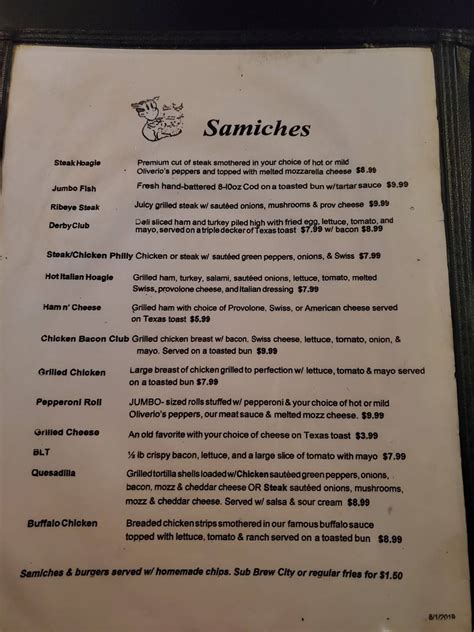 Samiches
Steak Hoagie Premium cut of steak smothered in your choice of hot or mild
Oliverio's peppers and topped with melted mozzarella cheese $8.99
Jumbo Fish Fresh hand-battered 8-10oz Cod on a toasted bun w/tartar sauce $9.99
Ribeye Steak Juicy grilled steak w/ sautéed onions, mushrooms & prov cheese $9.99
Derby Club Deli sliced ham and turkey piled high with fried egg, lettuce, tomato, and
mayo, served on a triple decker of Texas toast $7.99 w/ bacon $8.99
Steak/Chicken Philly Chicken or steak w/ sautéed green peppers, onions, & Swiss $7.99
Hot Italian Hoagie Grilled ham, turkey, salami, sautéed onions, lettuce, tomato, melted
Swiss, provolone cheese, and Italian dressing $7.99
Ham n' Cheese Grilled ham with choice of Provolone, Swiss, or American cheese served
on Texas toast $5.99
Chicken Bacon Club Grilled chicken breast w/ bacon, Swiss cheese, lettuce, tomato, onion, &
mayo. Served on a toasted bun $9.99
Grilled Chicken Large breast of chicken grilled to perfection w/ lettuce, tomato & mayo served
on a toasted bun $7.99
Pepperoni Roll JUMBO- sized rolls stuffed w/ pepperoni & your choice of hot or mild
Oliverio's peppers, our meat sauce & melted mozz cheese. $9.99
Grilled Cheese An old favorite with your choice of cheese on Texas toast $3.99
BLT ½ lb crispy bacon, lettuce, and a large slice of tomato with mayo $7.99
Quesadilla Grilled tortilla shells loaded w/Chicken sautéed green peppers, onions,
bacon, mozz & cheddar cheese OR Steak sautéed onions, mushrooms,
mozz & cheddar cheese. Served w/ salsa & sour cream $8.99
Buffalo Chicken Breaded chicken strips smothered in our famous buffalo sauce
topped with lettuce, tomato & ranch served on a toasted bun $8.99
Samiches & burgers served w/ homemade chips. Sub Brew City or regular fries for $1.50
8/1/2019